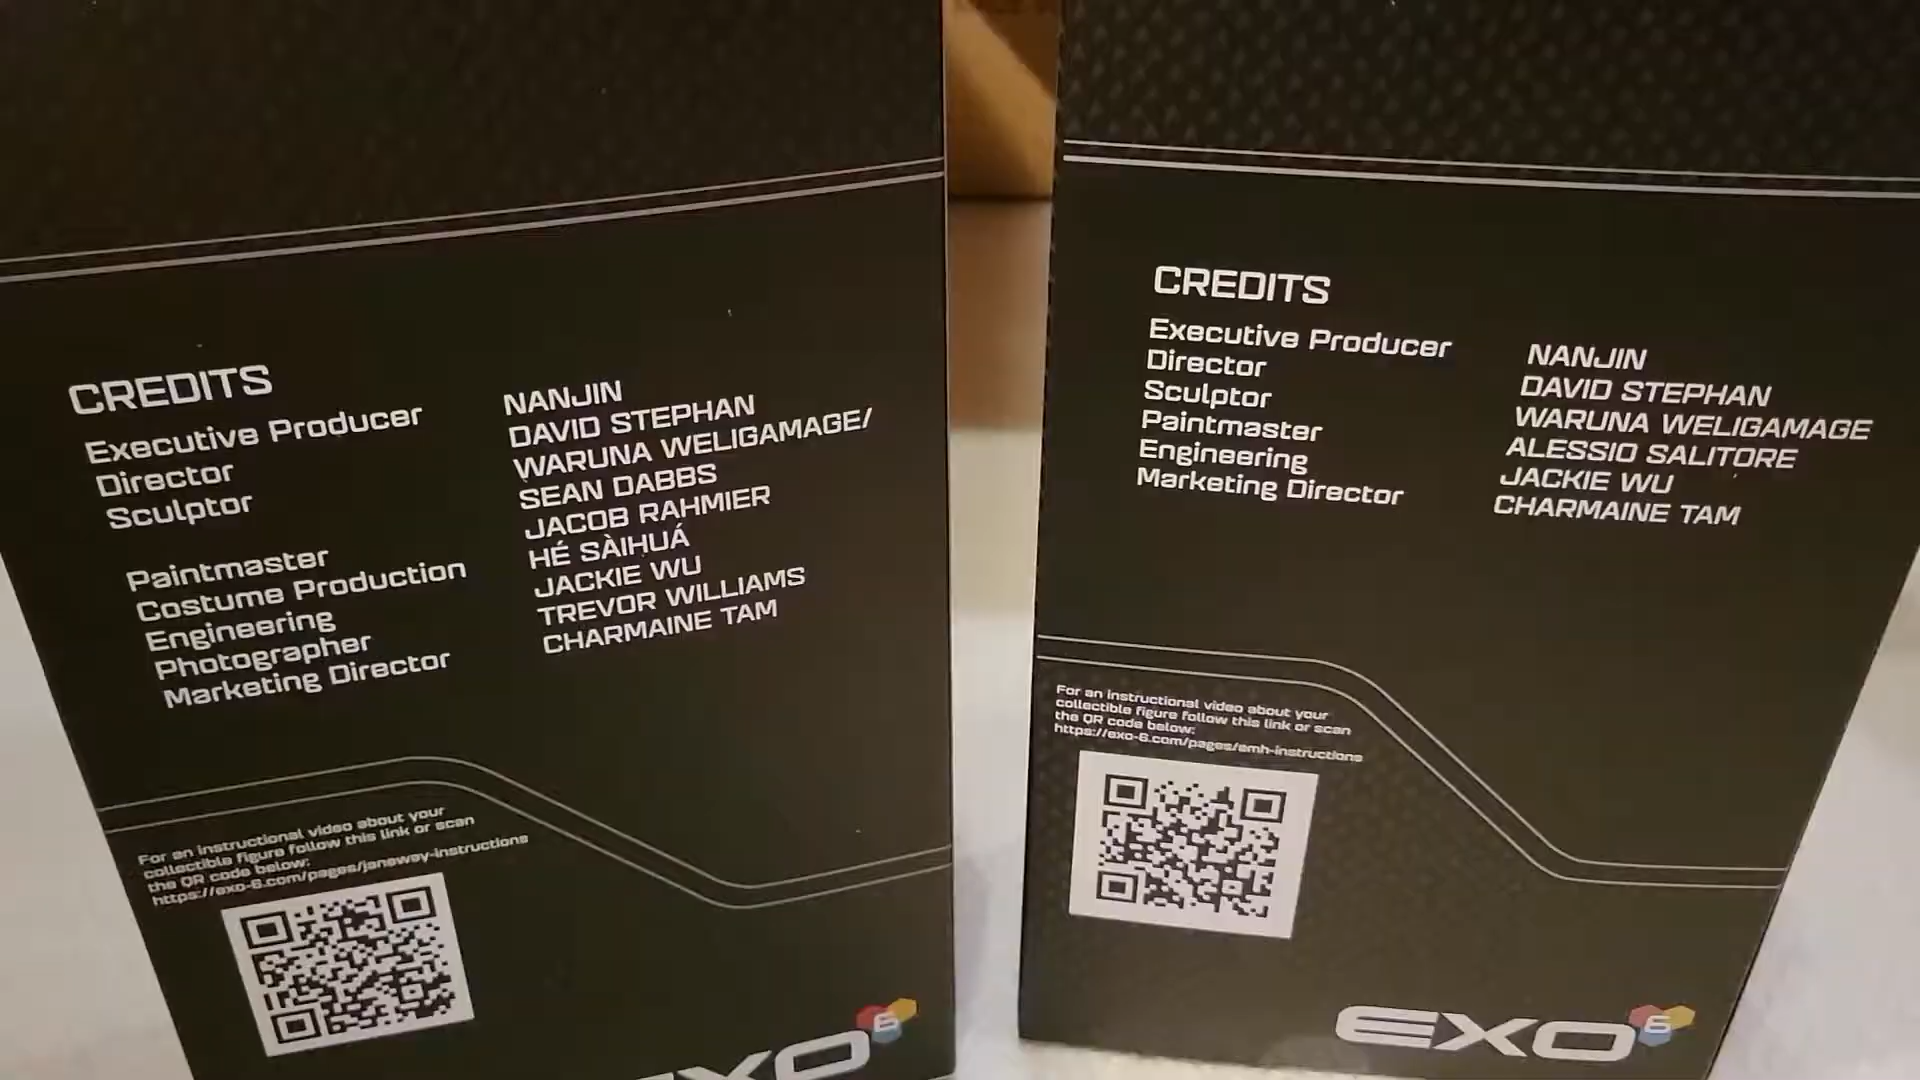 CREDITS
Executive Producer NANJIN
Director DAVID STEPHAN
Sculptor WARUNA WELIGAMAGE/
SEAN DABBS
Paintmaster JACOB RAHMIER
Costume Production HÉ SÀIHUÁ
Engineering JACKIE WU
Photographer TREVOR WILLIAMS
Marketing Director CHARMAINE TAM
For an instructional video about your
collectible figure follow this link or scan
the QR code below:
https://exo-6.com/pages/janeway-instructions
EXO 6
CREDITS
Executive Producer NANJIN
Director DAVID STEPHAN
Sculptor WARUNA WELIGAMAGE
Paintmaster ALESSIO SALITORE
Engineering JACKIE WU
Marketing Director CHARMAINE TAM
For an instructional video about your
collectible figure follow this link or scan
the QR code below:
https://exo-6.com/pages/emh-instructions
EXO 6